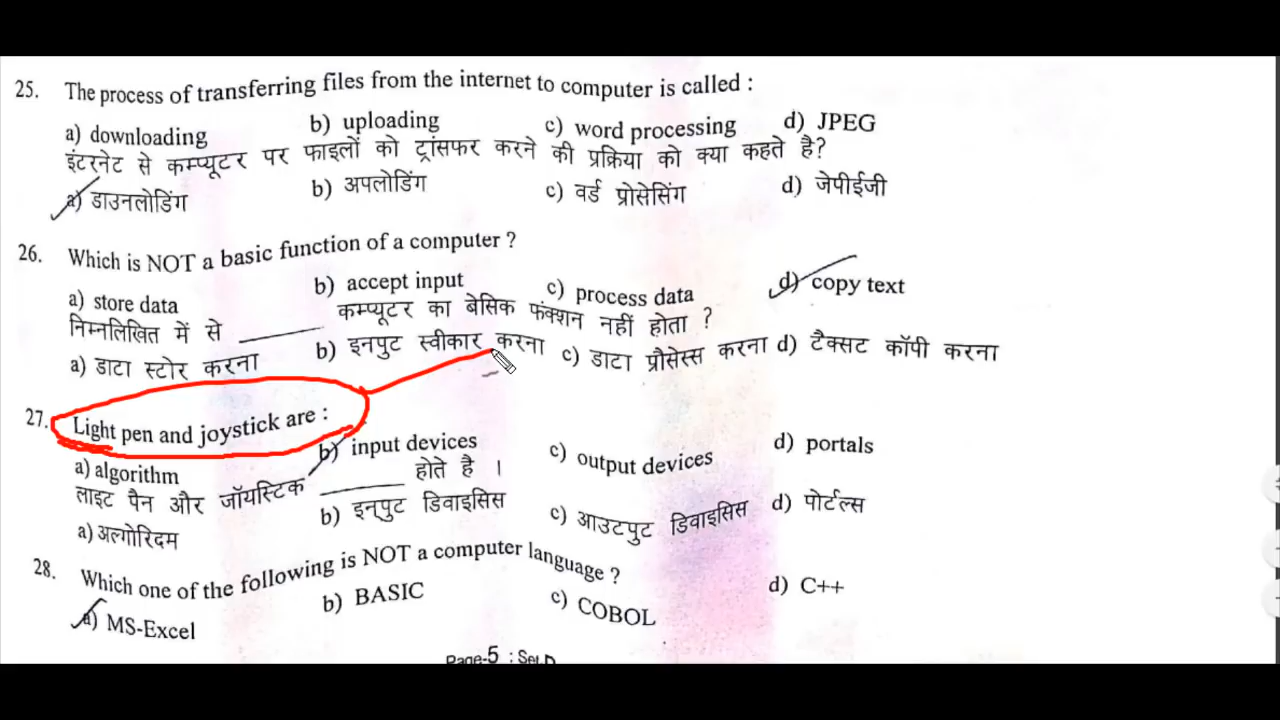 25. The process of transferring files from the internet to computer is called :
a) downloading b) uploading c) word processing d) JPEG
इंटरनेट से कम्प्यूटर पर फाइलों को ट्रांसफर करने की प्रक्रिया को क्या कहते है?
a) डाउनलोडिंग b) अपलोडिंग c) वर्ड प्रोसेसिंग d) जेपीईजी
26. Which is NOT a basic function of a computer ?
a) store data b) accept input c) process data d) copy text
निम्नलिखित में से ______ कम्प्यूटर का बेसिक फंक्शन नहीं होता ?
a) डाटा स्टोर करना b) इनपुट स्वीकार करना c) डाटा प्रौसेस्स करना d) टैक्सट कॉपी करना
27. Light pen and joystick are :
a) algorithm b) input devices c) output devices d) portals
लाइट पैन और जॉयस्टिक ______ होते है ।
a) अल्गोरिदम b) इन्पुट डिवाइसिस c) आउटपुट डिवाइसिस d) पोर्टल्स
28. Which one of the following is NOT a computer language ?
a) MS-Excel b) BASIC c) COBOL d) C++
Page-5 : Set-D